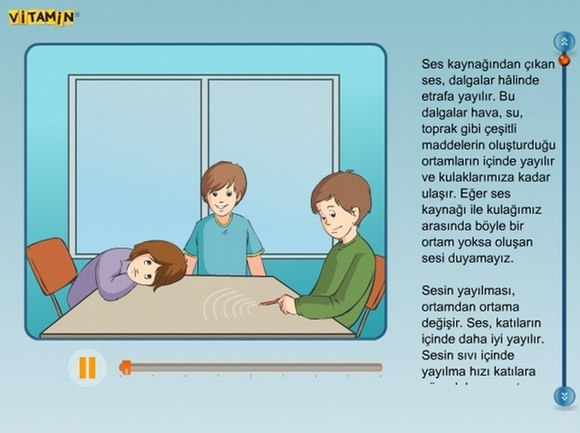 VİTAMİN®
Ses kaynağından çıkan
ses, dalgalar hâlinde
etrafa yayılır. Bu
dalgalar hava, su,
toprak gibi çeşitli
maddelerin oluşturduğu
ortamların içinde yayılır
ve kulaklarımıza kadar
ulaşır. Eğer ses
kaynağı ile kulağımız
arasında böyle bir
ortam yoksa oluşan
sesi duyamayız.
Sesin yayılması,
ortamdan ortama
değişir. Ses, katıların
içinde daha iyi yayılır.
Sesin sıvı içinde
yayılma hızı katılara